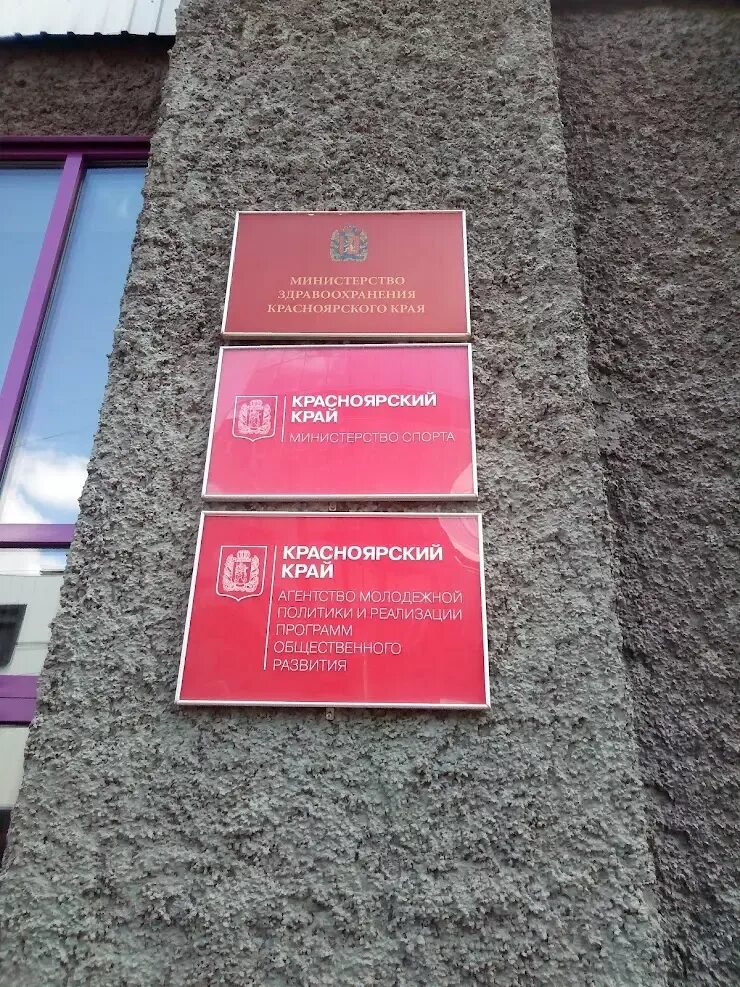 МИНИСТЕРСТВО
ЗДРАВООХРАНЕНИЯ
КРАСНОЯРСКОГО КРАЯ
КРАСНОЯРСКИЙ
КРАЙ
МИНИСТЕРСТВО СПОРТА
КРАСНОЯРСКИЙ
КРАЙ
АГЕНТСТВО МОЛОДЕЖНОЙ
ПОЛИТИКИ И РЕАЛИЗАЦИИ
ПРОГРАММ
ОБЩЕСТВЕННОГО
РАЗВИТИЯ